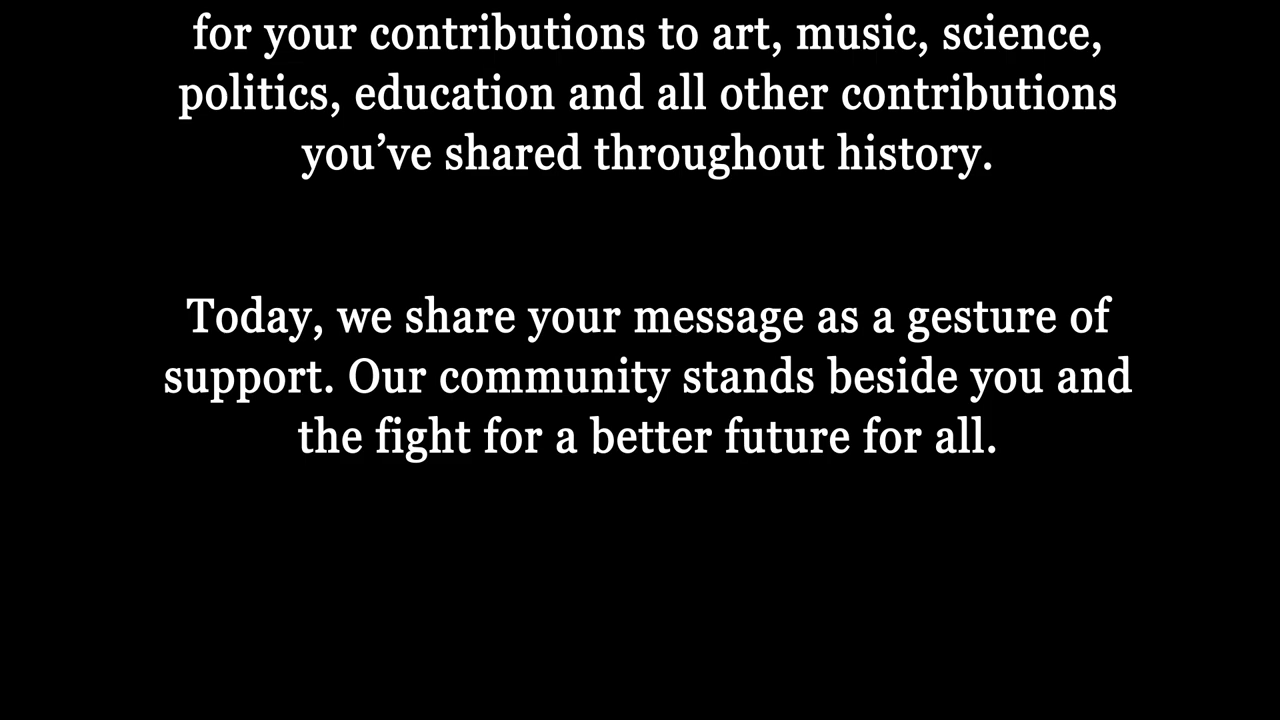 for your contributions to art, music, science,
politics, education and all other contributions
you’ve shared throughout history.
Today, we share your message as a gesture of
support. Our community stands beside you and
the fight for a better future for all.